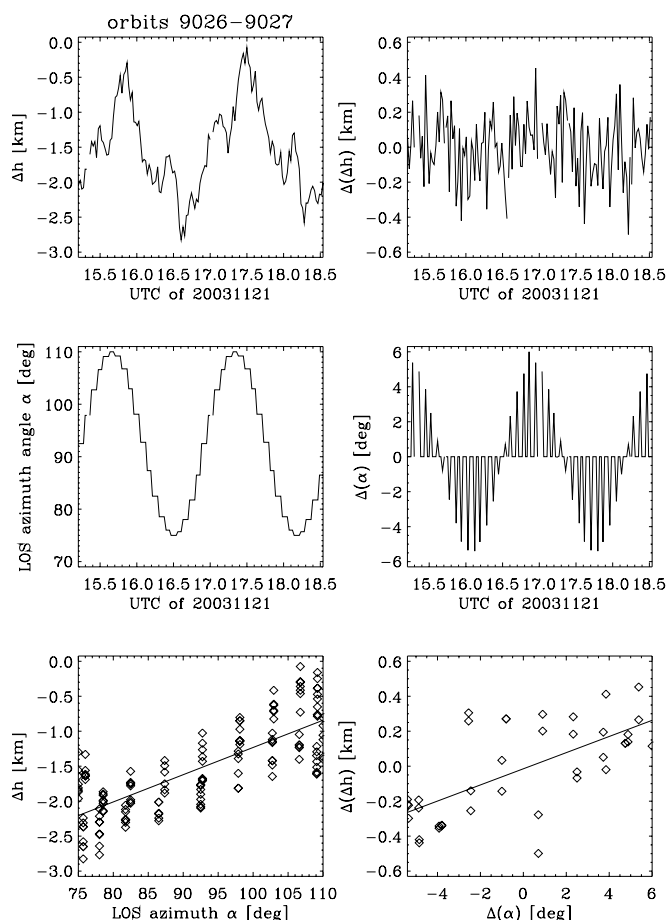 orbits 9026−9027
0.0
−0.5
−1.0
−1.5
−2.0
−2.5
−3.0
Δh [km]
15.5 16.0 16.5 17.0 17.5 18.0 18.5
UTC of 20031121
0.6
0.4
0.2
0.0
−0.2
−0.4
−0.6
Δ(Δh) [km]
15.5 16.0 16.5 17.0 17.5 18.0 18.5
UTC of 20031121
110
100
90
80
70
LOS azimuth angle α [deg]
15.5 16.0 16.5 17.0 17.5 18.0 18.5
UTC of 20031121
6
4
2
0
−2
−4
−6
Δ(α) [deg]
15.5 16.0 16.5 17.0 17.5 18.0 18.5
UTC of 20031121
0.0
−0.5
−1.0
−1.5
−2.0
−2.5
−3.0
Δh [km]
75 80 85 90 95 100 105 110
LOS azimuth α [deg]
0.6
0.4
0.2
0.0
−0.2
−0.4
−0.6
Δ(Δh) [km]
−4 −2 0 2 4 6
Δ(α) [deg]